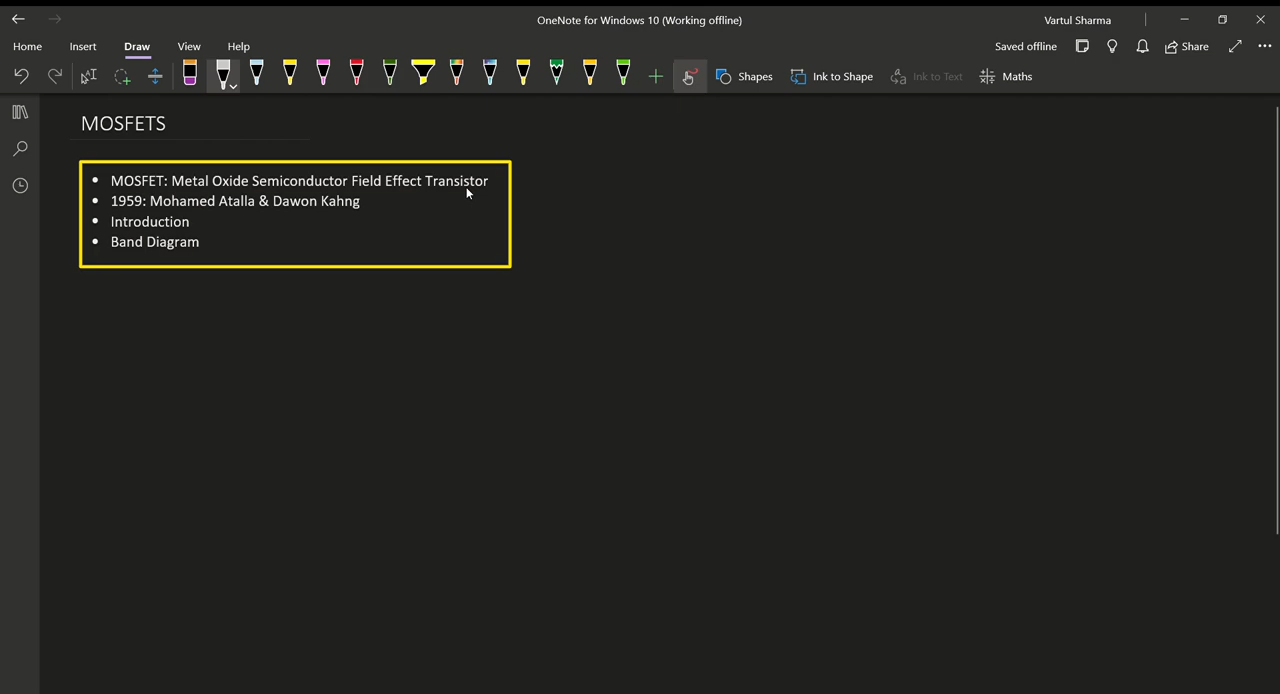 OneNote for Windows 10 (Working offline)
Vartul Sharma
Home Insert Draw View Help
Saved offline
Share
Shapes
Ink to Shape
Ink to Text
Maths
MOSFETS
• MOSFET: Metal Oxide Semiconductor Field Effect Transistor
• 1959: Mohamed Atalla & Dawon Kahng
• Introduction
• Band Diagram